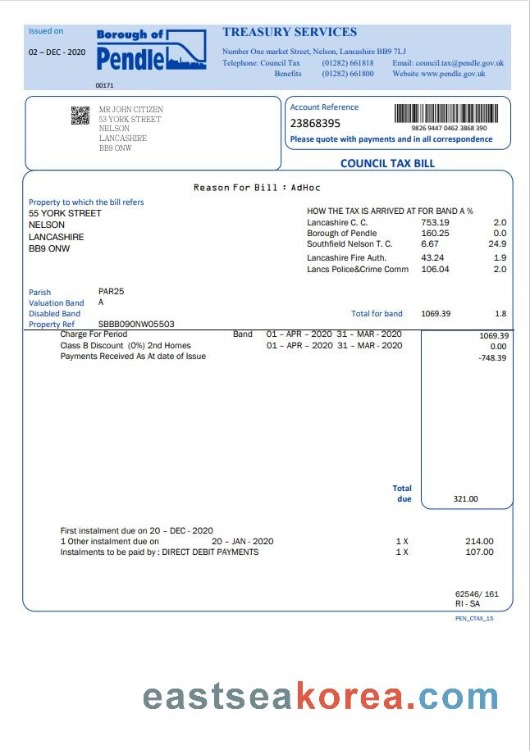 Issued on
02 – DEC - 2020
Borough of
Pendle
00171
TREASURY SERVICES
Number One market Street, Nelson, Lancashire BB9 7LJ
Telephone: Council Tax (01282) 661818 Email: council.tax@pendle.gov.uk
Benefits (01282) 661800 Website www.pendle.gov.uk
MR JOHN CITIZEN
53 YORK STREET
NELSON
LANCASHIRE
BB9 ONW
Account Reference
23868395
9826 9447 0462 3868 390
Please quote with payments and in all correspondence
COUNCIL TAX BILL
Reason For Bill : AdHoc
Property to which the bill refers
55 YORK STREET
NELSON
LANCASHIRE
BB9 ONW
HOW THE TAX IS ARRIVED AT FOR BAND A %
Lancashire C. C. 753.19 2.0
Borough of Pendle 160.25 0.0
Southfield Nelson T. C. 6.67 24.9
Lancashire Fire Auth. 43.24 1.9
Lancs Police&Crime Comm 106.04 2.0
Parish PAR25
Valuation Band A
Disabled Band
Total for band 1069.39 1.8
Property Ref SBBB090NW05503
Charge For Period Band 01 – APR – 2020 31 – MAR - 2020 1069.39
Class B Discount (0%) 2nd Homes 01 – APR – 2020 31 – MAR - 2020 0.00
Payments Received As At date of Issue -748.39
Total
due 321.00
First instalment due on 20 – DEC - 2020
1 Other instalment due on 20 – JAN - 2020 1 X 214.00
Instalments to be paid by : DIRECT DEBIT PAYMENTS 1 X 107.00
62546/ 161
RI - SA
PEN_CTAX_15
eastseakorea.com